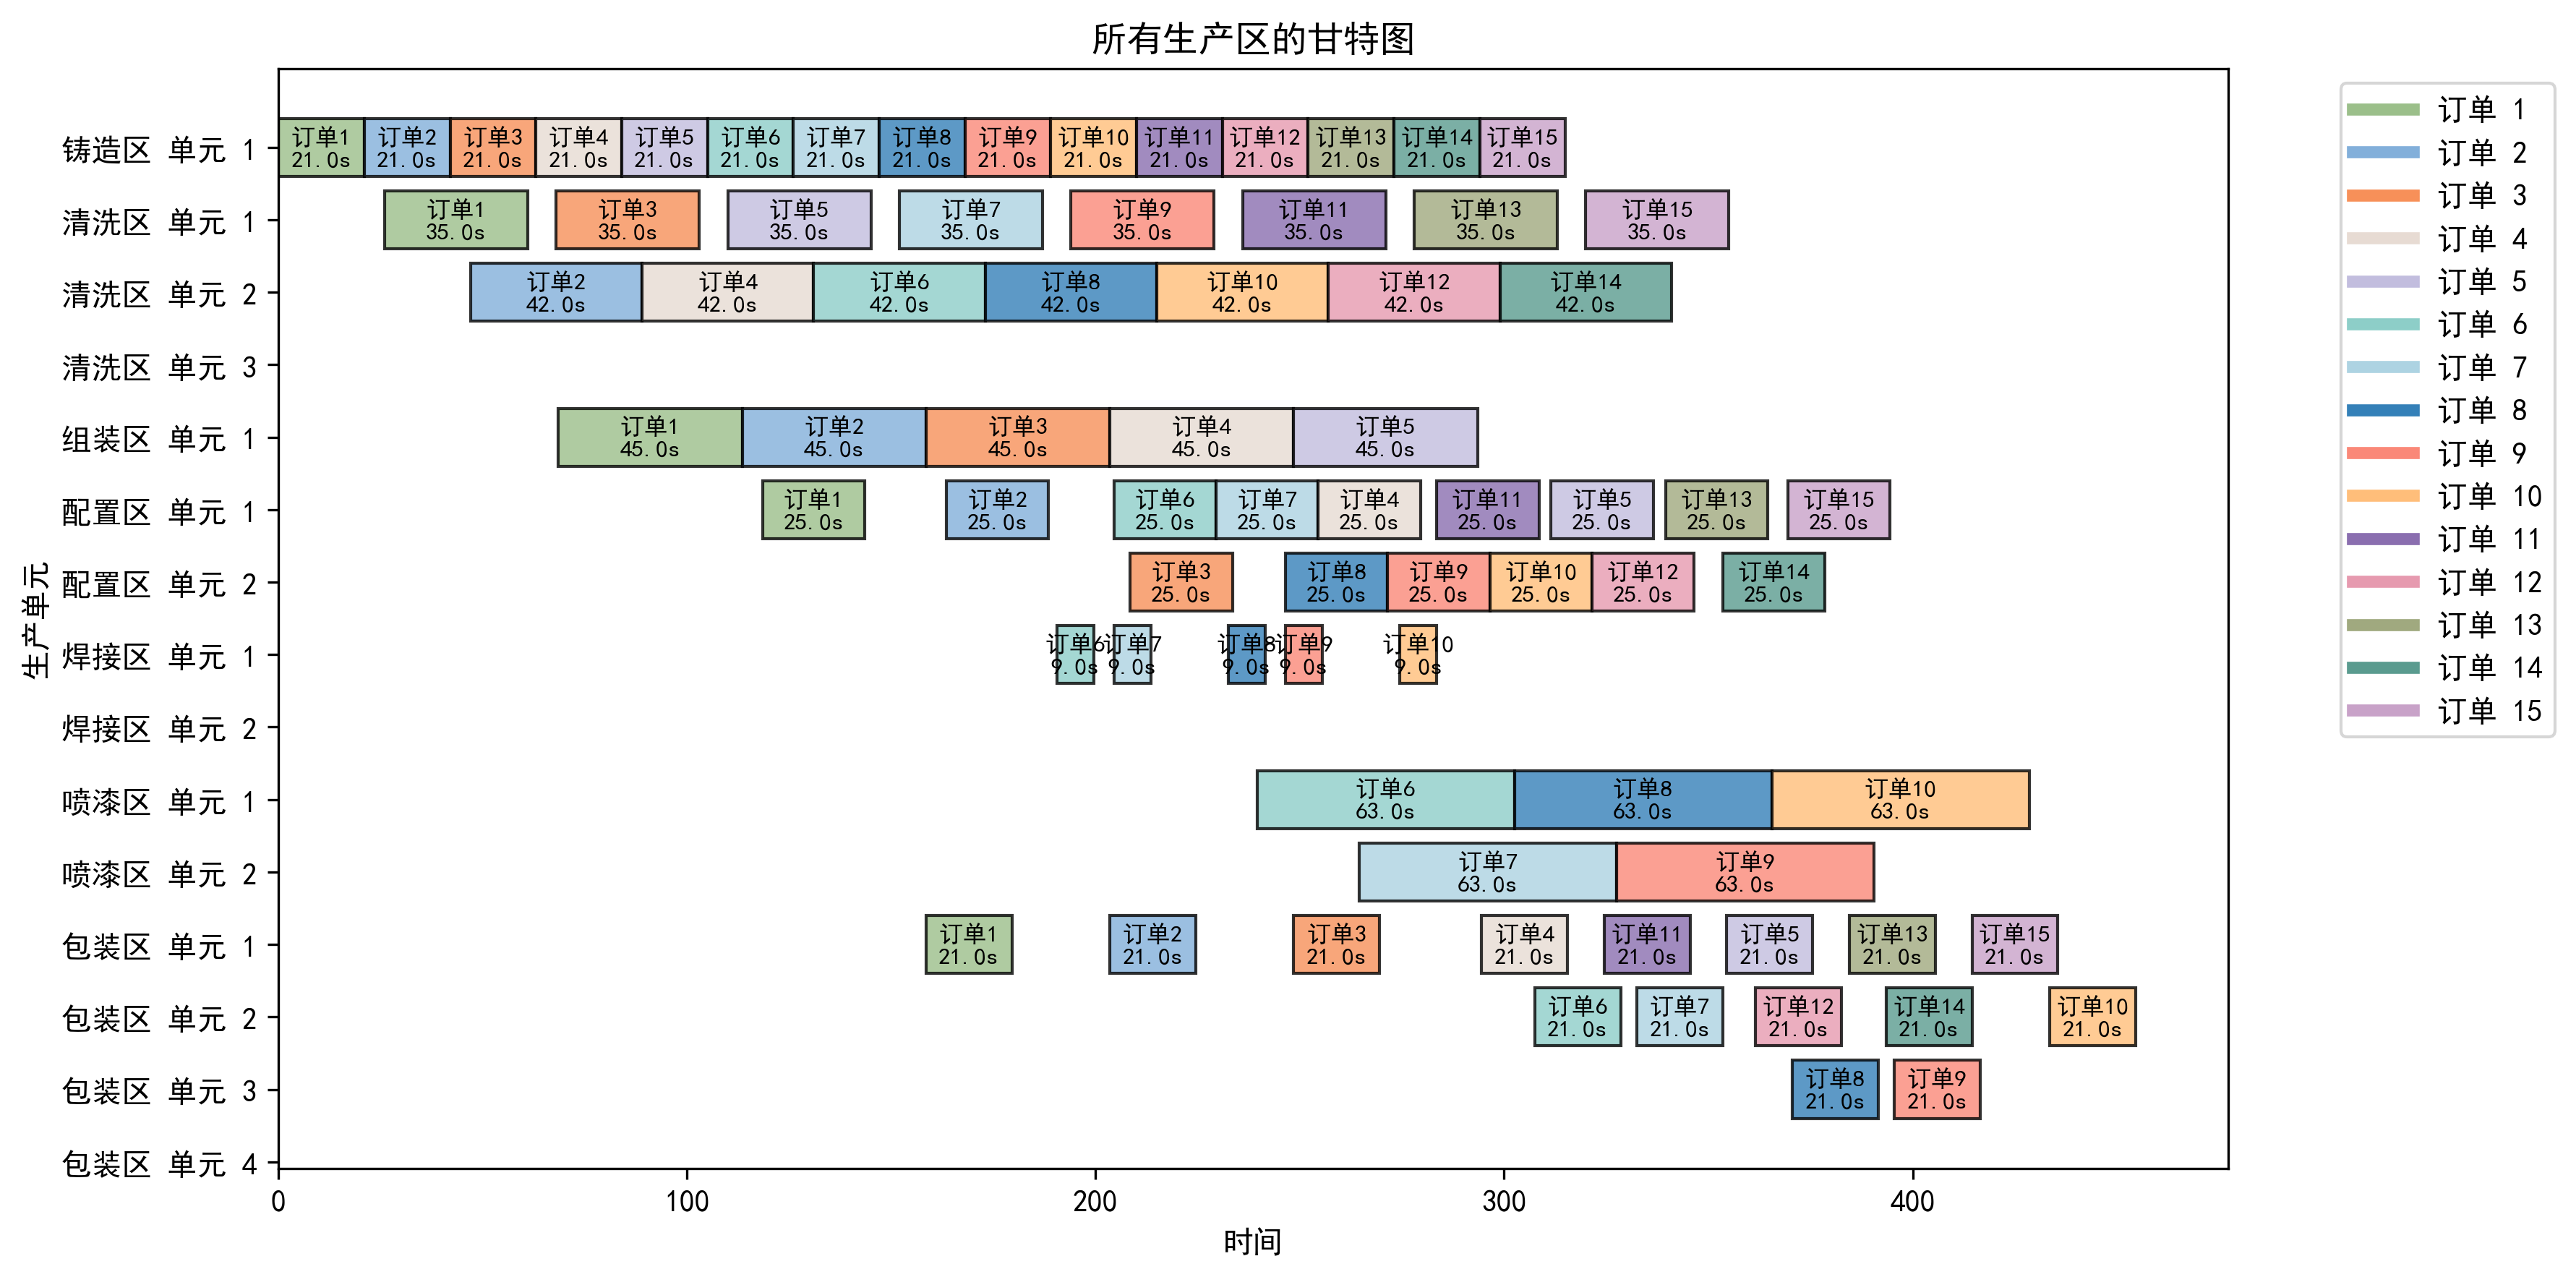 所有生产区的甘特图
生产单元
铸造区 单元 1
订单1 订单2 订单3 订单4 订单5 订单6 订单7 订单8 订单9 订单10 订单11 订单12 订单13 订单14 订单15
21.0s 21.0s 21.0s 21.0s 21.0s 21.0s 21.0s 21.0s 21.0s 21.0s 21.0s 21.0s 21.0s 21.0s 21.0s
清洗区 单元 1
订单1 订单3 订单5 订单7 订单9 订单11 订单13 订单15
35.0s 35.0s 35.0s 35.0s 35.0s 35.0s 35.0s 35.0s
清洗区 单元 2
订单2 订单4 订单6 订单8 订单10 订单12 订单14
42.0s 42.0s 42.0s 42.0s 42.0s 42.0s 42.0s
清洗区 单元 3
组装区 单元 1
订单1 订单2 订单3 订单4 订单5
45.0s 45.0s 45.0s 45.0s 45.0s
配置区 单元 1
订单1 订单2 订单6 订单7 订单4 订单11 订单5 订单13 订单15
25.0s 25.0s 25.0s 25.0s 25.0s 25.0s 25.0s 25.0s 25.0s
配置区 单元 2
订单3 订单8 订单9 订单10 订单12 订单14
25.0s 25.0s 25.0s 25.0s 25.0s 25.0s
焊接区 单元 1
订单6 订单7 订单8 订单9 订单10
9.0s 9.0s 9.0s 9.0s 9.0s
焊接区 单元 2
喷漆区 单元 1
订单6 订单8 订单10
63.0s 63.0s 63.0s
喷漆区 单元 2
订单7 订单9
63.0s 63.0s
包装区 单元 1
订单1 订单2 订单3 订单4 订单11 订单5 订单13 订单15
21.0s 21.0s 21.0s 21.0s 21.0s 21.0s 21.0s 21.0s
包装区 单元 2
订单6 订单7 订单12 订单14 订单10
21.0s 21.0s 21.0s 21.0s 21.0s
包装区 单元 3
订单8 订单9
21.0s 21.0s
包装区 单元 4
0 100 200 300 400
时间
订单 1
订单 2
订单 3
订单 4
订单 5
订单 6
订单 7
订单 8
订单 9
订单 10
订单 11
订单 12
订单 13
订单 14
订单 15